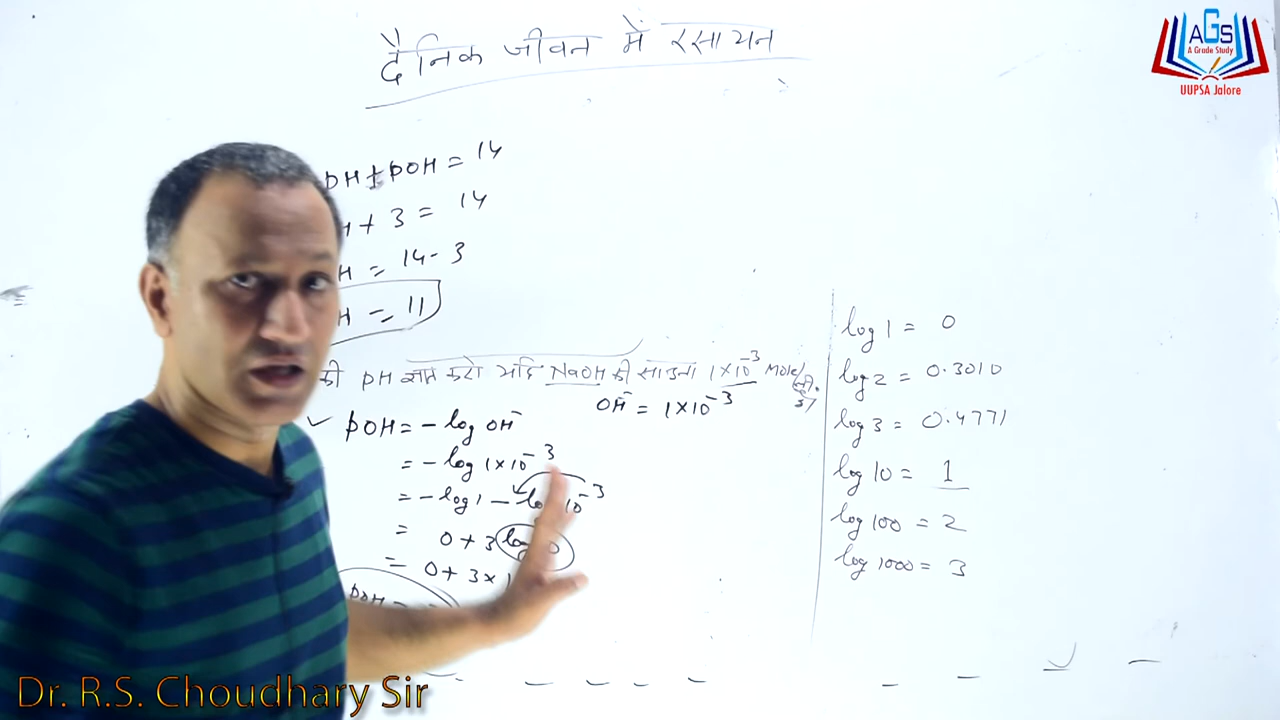 दैनिक जीवन में रसायन
AGS
A Grade Study
UUPSA Jalore
pH + pOH = 14
H + 3 = 14
H = 14-3
H = 11
की pH ज्ञात करो यदि NaOH की सान्द्रता 1×10⁻³ Mole/
OH⁻ = 1×10⁻³
✓ pOH = - log OH⁻
= - log 1×10⁻³
= - log 1 - log 10⁻³
= 0 + 3 log 10
= 0 + 3 × 1
pOH =
log 1 = 0
log 2 = 0.3010
log 3 = 0.4771
log 10 = 1
log 100 = 2
log 1000 = 3
Dr. R.S. Choudhary Sir